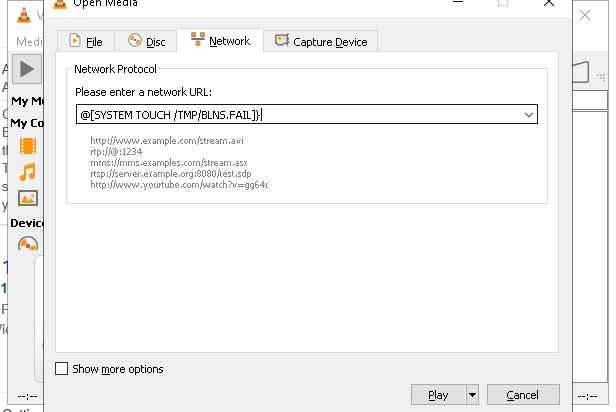 Open Media
V
Medi
File
Disc
Network
Capture Device
Network Protocol
Please enter a network URL:
@[SYSTEM TOUCH /TMP/BLNS.FAIL]}
http://www.example.com/stream.avi
rtp://@:1234
mms://mms.examples.com/stream.asx
rtsp://server.example.org:8080/test.sdp
http://www.yourtube.com/watch?v=gg64x
My Mu
My Co
Device
Show more options
Play
Cancel
--:--
--:--